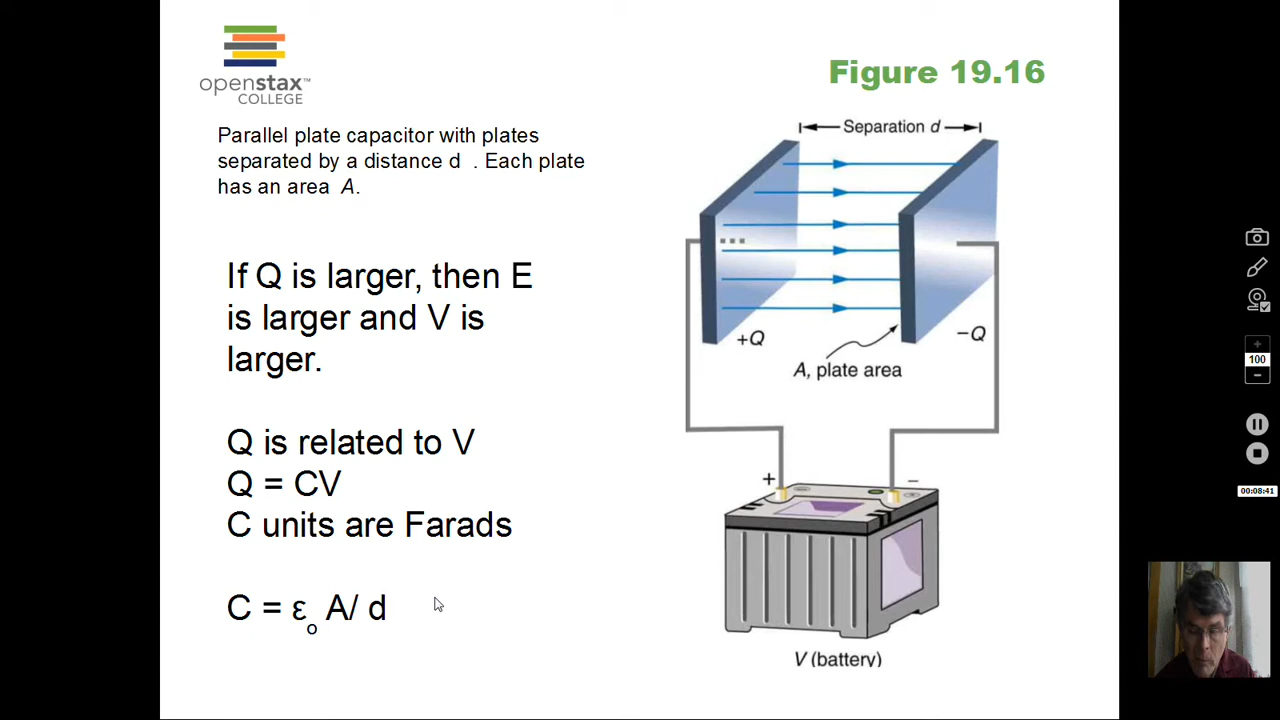 openstax™
COLLEGE
Figure 19.16
Parallel plate capacitor with plates
separated by a distance d . Each plate
has an area A.
If Q is larger, then E
is larger and V is
larger.
Q is related to V
Q = CV
C units are Farads
C = εo A/ d
Separation d
+Q
−Q
A, plate area
+
−
V (battery)
+
100
−
00:08:41